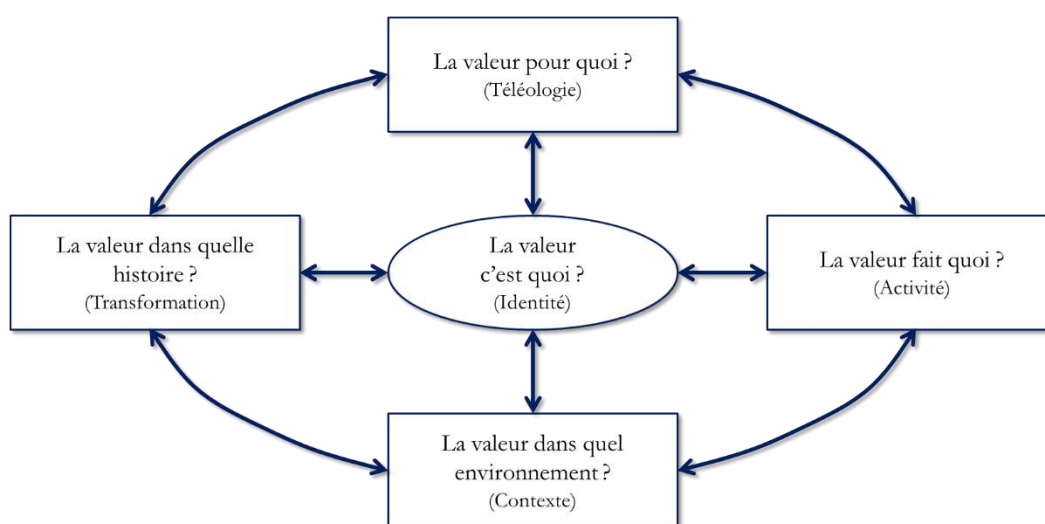 La valeur pour quoi ?
(Téléologie)
La valeur dans quelle
histoire ?
(Transformation)
La valeur
c’est quoi ?
(Identité)
La valeur fait quoi ?
(Activité)
La valeur dans quel
environnement ?
(Contexte)